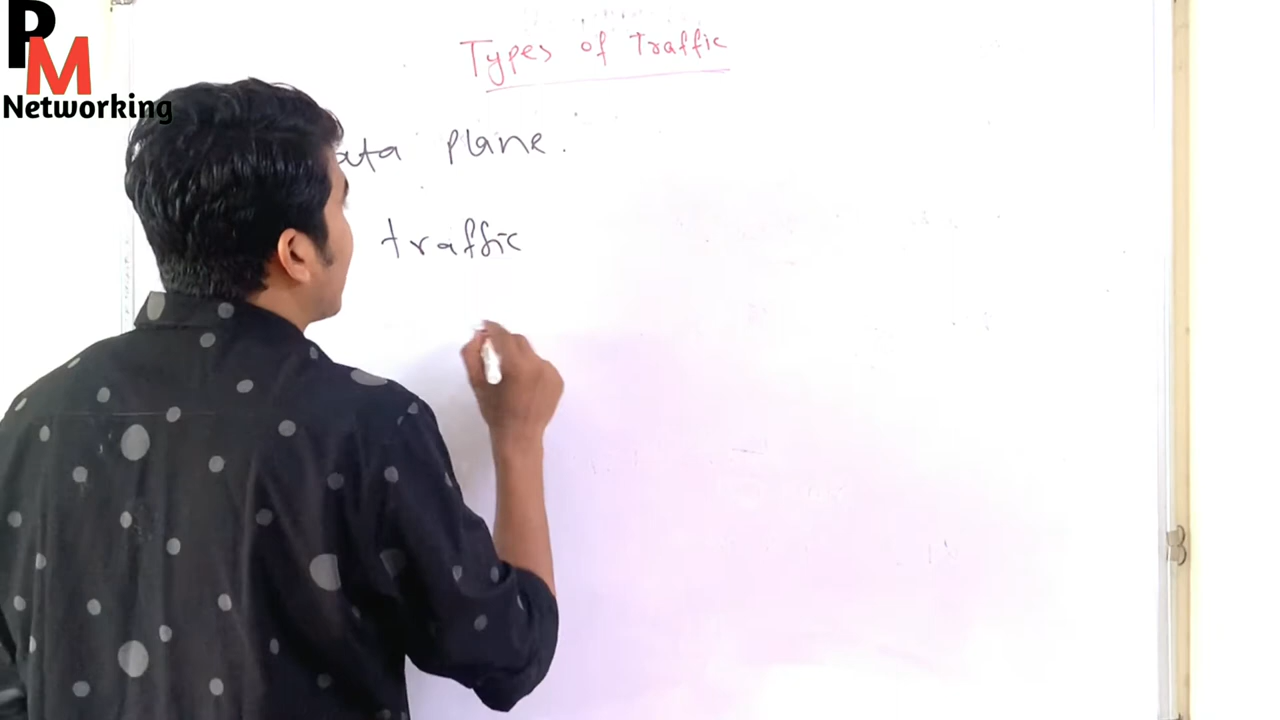 PM
Networking
Types of Traffic
ata plane.
traffic